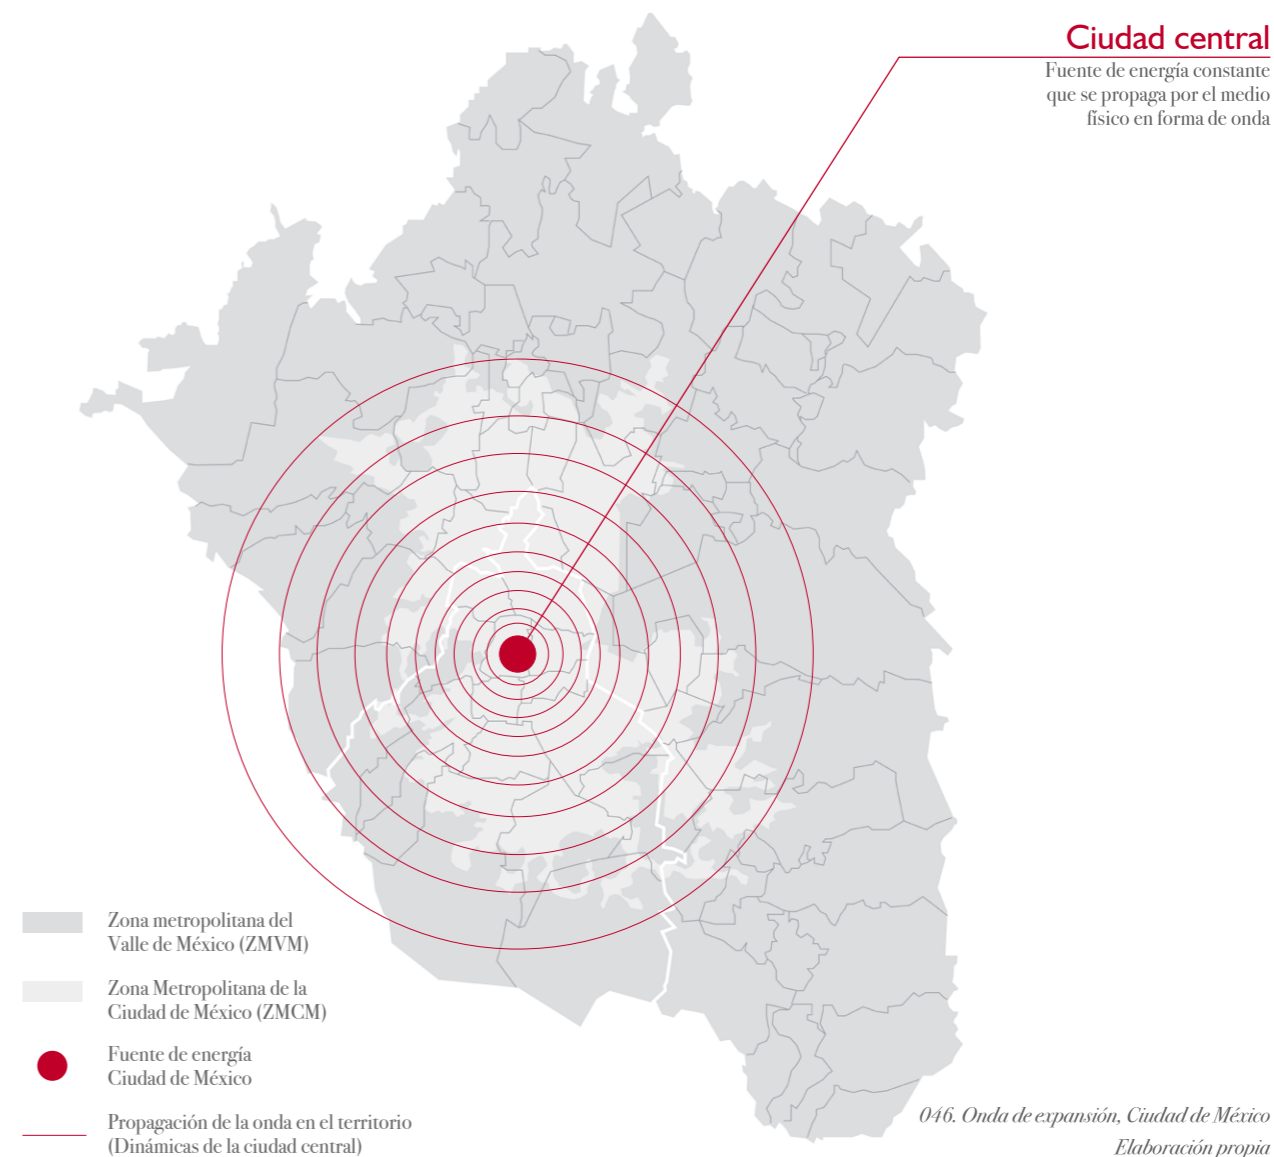 Ciudad central
Fuente de energía constante
que se propaga por el medio
físico en forma de onda
Zona metropolitana del
Valle de México (ZMVM)
Zona Metropolitana de la
Ciudad de México (ZMCM)
Fuente de energía
Ciudad de México
Propagación de la onda en el territorio
(Dinámicas de la ciudad central)
046. Onda de expansión, Ciudad de México
Elaboración propia